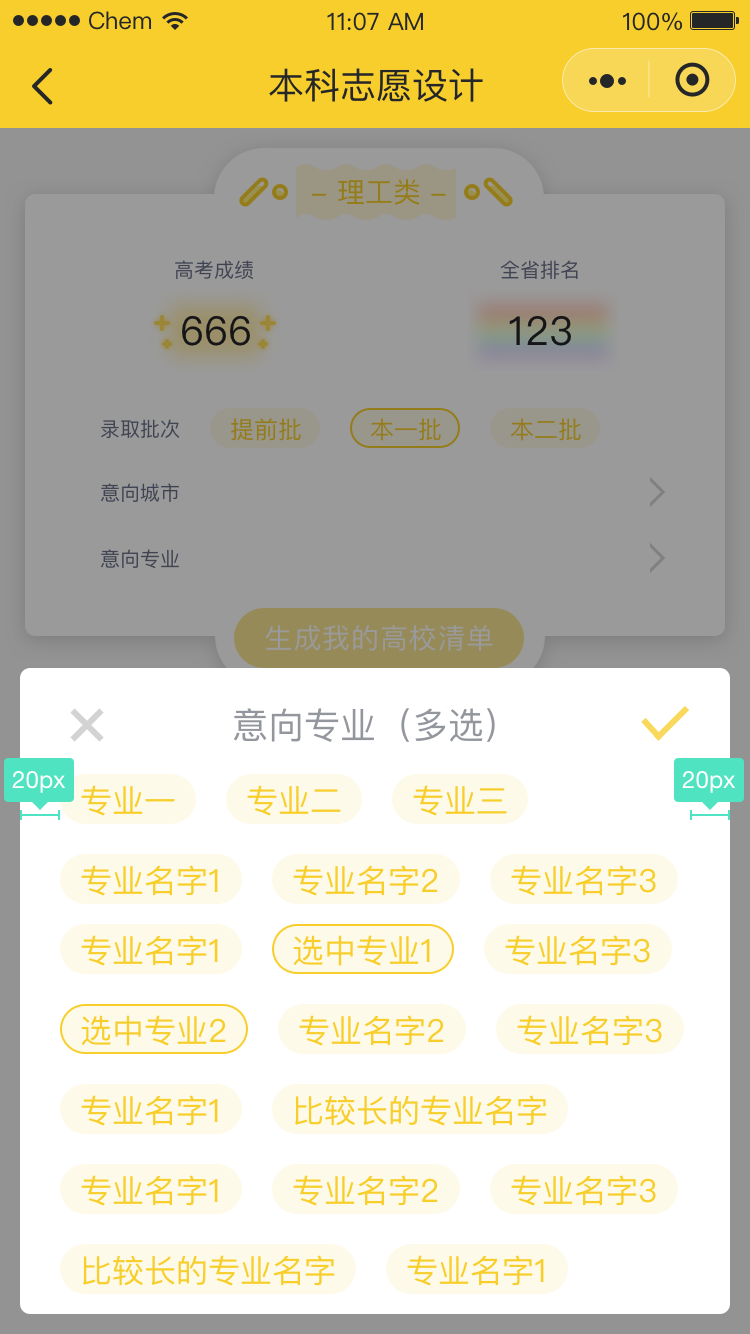 Chem 11:07 AM 100%
本科志愿设计
– 理工类 –
高考成绩 全省排名
666 123
录取批次 提前批 本一批 本二批
意向城市
意向专业
生成我的高校清单
意向专业（多选）
20px 20px
专业一 专业二 专业三
专业名字1 专业名字2 专业名字3
专业名字1 选中专业1 专业名字3
选中专业2 专业名字2 专业名字3
专业名字1 比较长的专业名字
专业名字1 专业名字2 专业名字3
比较长的专业名字 专业名字1